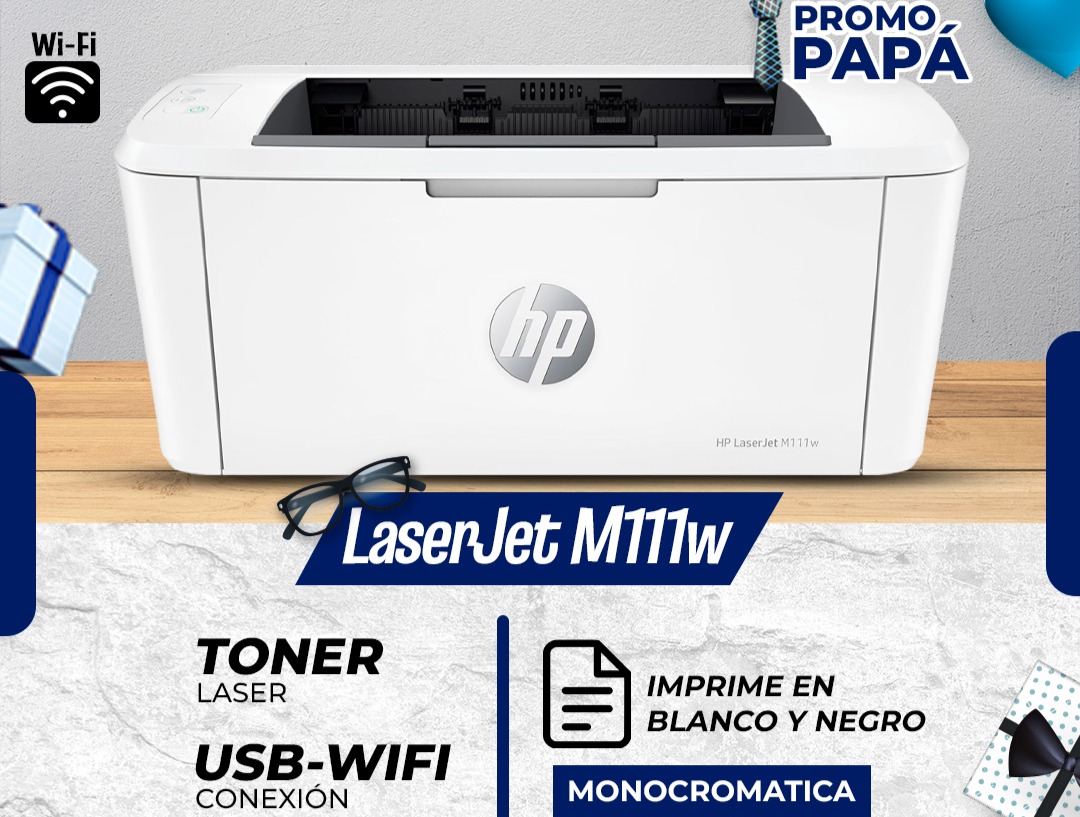 Wi-Fi
PROMO
PAPÁ
hp
HP LaserJet M111w
LaserJet M111w
TONER
LASER
USB-WIFI
CONEXIÓN
IMPRIME EN
BLANCO Y NEGRO
MONOCROMATICA